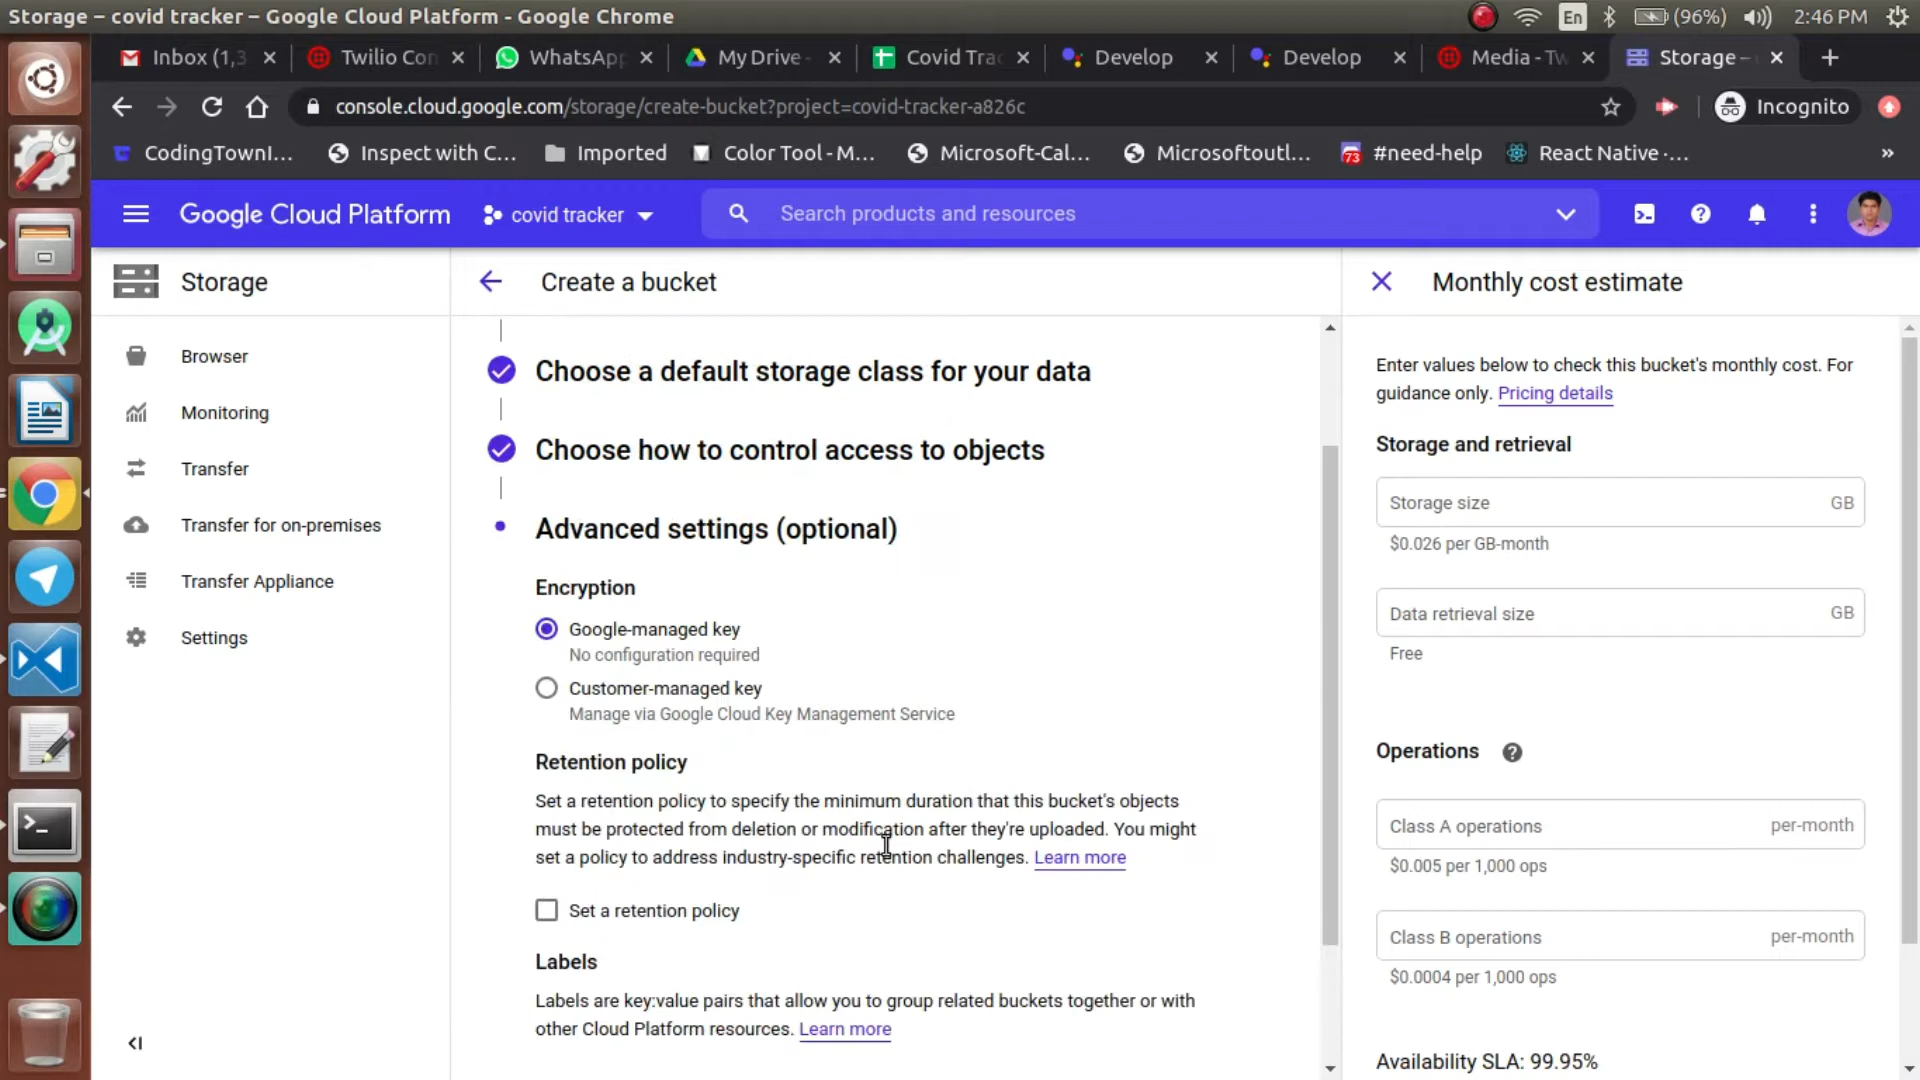 Storage – covid tracker – Google Cloud Platform - Google Chrome
En
(96%)
2:46 PM
Inbox (1,3
Twilio Con
WhatsApp
My Drive -
Covid Trac
Develop
Develop
Media - Tw
Storage –
console.cloud.google.com/storage/create-bucket?project=covid-tracker-a826c
Incognito
CodingTownI...
Inspect with C...
Imported
Color Tool - M...
Microsoft-Cal...
Microsoftoutl...
73
#need-help
React Native ·...
»
Google Cloud Platform
covid tracker
Search products and resources
Storage
Browser
Monitoring
Transfer
Transfer for on-premises
Transfer Appliance
Settings
Create a bucket
Choose a default storage class for your data
Choose how to control access to objects
Advanced settings (optional)
Encryption
Google-managed key
No configuration required
Customer-managed key
Manage via Google Cloud Key Management Service
Retention policy
Set a retention policy to specify the minimum duration that this bucket's objects
must be protected from deletion or modification after they're uploaded. You might
set a policy to address industry-specific retention challenges. Learn more
Set a retention policy
Labels
Labels are key:value pairs that allow you to group related buckets together or with
other Cloud Platform resources. Learn more
Monthly cost estimate
Enter values below to check this bucket's monthly cost. For
guidance only. Pricing details
Storage and retrieval
Storage size GB
$0.026 per GB-month
Data retrieval size GB
Free
Operations
Class A operations per-month
$0.005 per 1,000 ops
Class B operations per-month
$0.0004 per 1,000 ops
Availability SLA: 99.95%